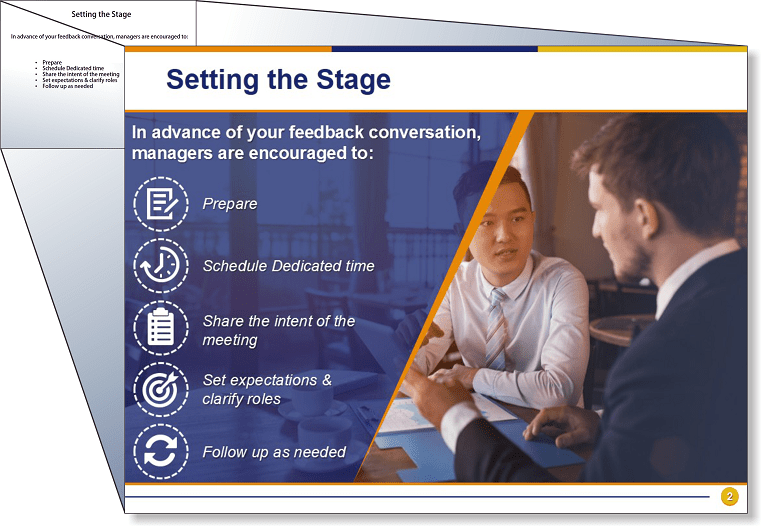 Setting the Stage
In advance of your feedback conversation, managers are encouraged to:
• Prepare
• Schedule Dedicated time
• Share the intent of the meeting
• Set expectations & clarify roles
• Follow up as needed
Setting the Stage
In advance of your feedback conversation,
managers are encouraged to:
Prepare
Schedule Dedicated time
Share the intent of the
meeting
Set expectations &
clarify roles
Follow up as needed
2